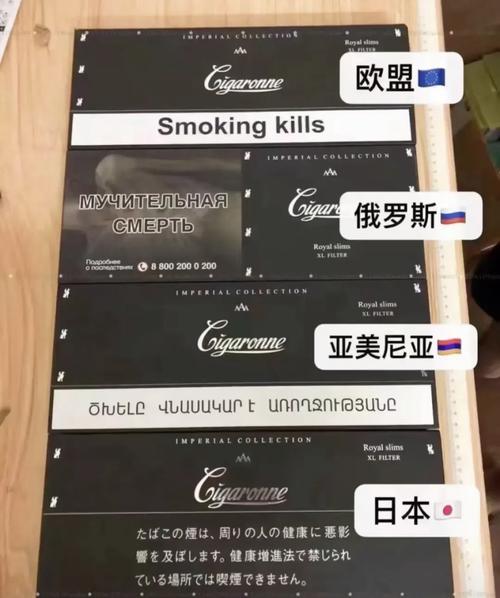 IMPERIAL COLLECTION
Royal slims
XL FILTER
Cigaronne
欧盟
Smoking kills
МУЧИТЕЛЬНАЯ
СМЕРТЬ
Подробнее
о последствиях 8 800 200 0 200
IMPERIAL COLLECTION
俄罗斯
Royal slims
XL FILTER
IMPERIAL COLLECTION
Royal slims
XL FILTER
Cigaronne
亚美尼亚
ԾԽԵԼԸ ՎՆԱՍԱԿԱՐ է ԱՌՈՂՋՈՒԹՅԱՆԸ
IMPERIAL COLLECTION
Royal slims
XL FILTER
Cigaronne
日本
たばこの煙は、周りの人の健康に悪影
響を及ぼします。健康増進法で禁じられ
ている場所では喫煙できません。